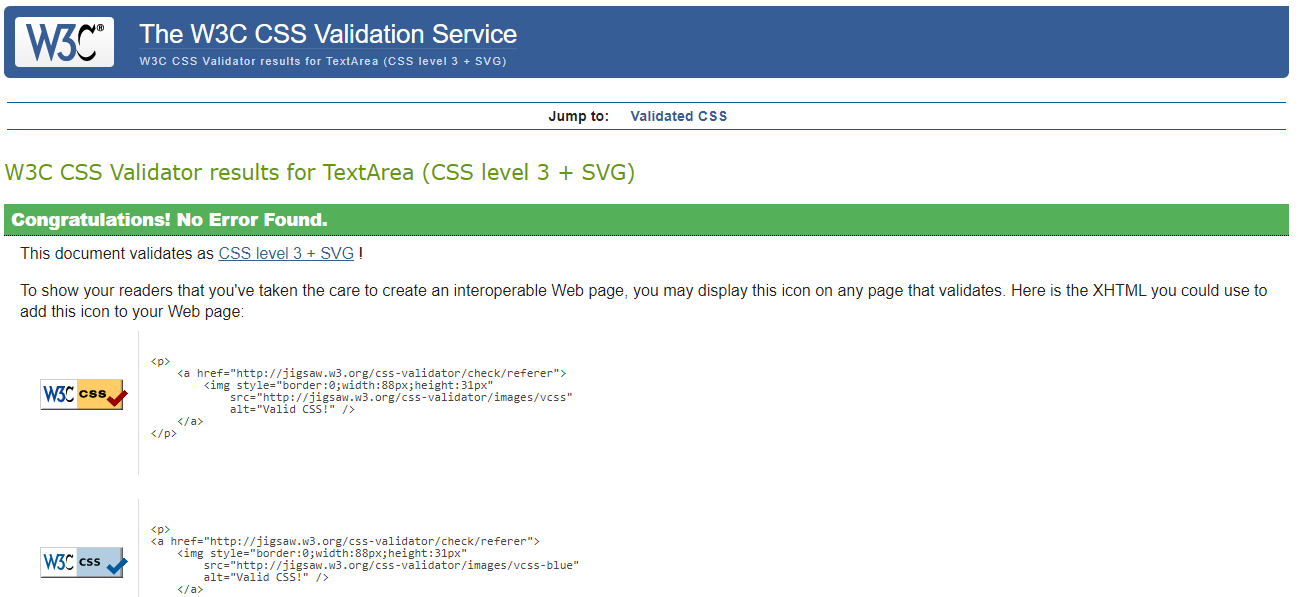 W3C®
The W3C CSS Validation Service
W3C CSS Validator results for TextArea (CSS level 3 + SVG)
Jump to: Validated CSS
W3C CSS Validator results for TextArea (CSS level 3 + SVG)
Congratulations! No Error Found.
This document validates as CSS level 3 + SVG !
To show your readers that you've taken the care to create an interoperable Web page, you may display this icon on any page that validates. Here is the XHTML you could use to
add this icon to your Web page:
W3C css
<p>
<a href="http://jigsaw.w3.org/css-validator/check/referer">
<img style="border:0;width:88px;height:31px"
src="http://jigsaw.w3.org/css-validator/images/vcss"
alt="Valid CSS!" />
</a>
</p>
W3C css
<p>
<a href="http://jigsaw.w3.org/css-validator/check/referer">
<img style="border:0;width:88px;height:31px"
src="http://jigsaw.w3.org/css-validator/images/vcss-blue"
alt="Valid CSS!" />
</a>